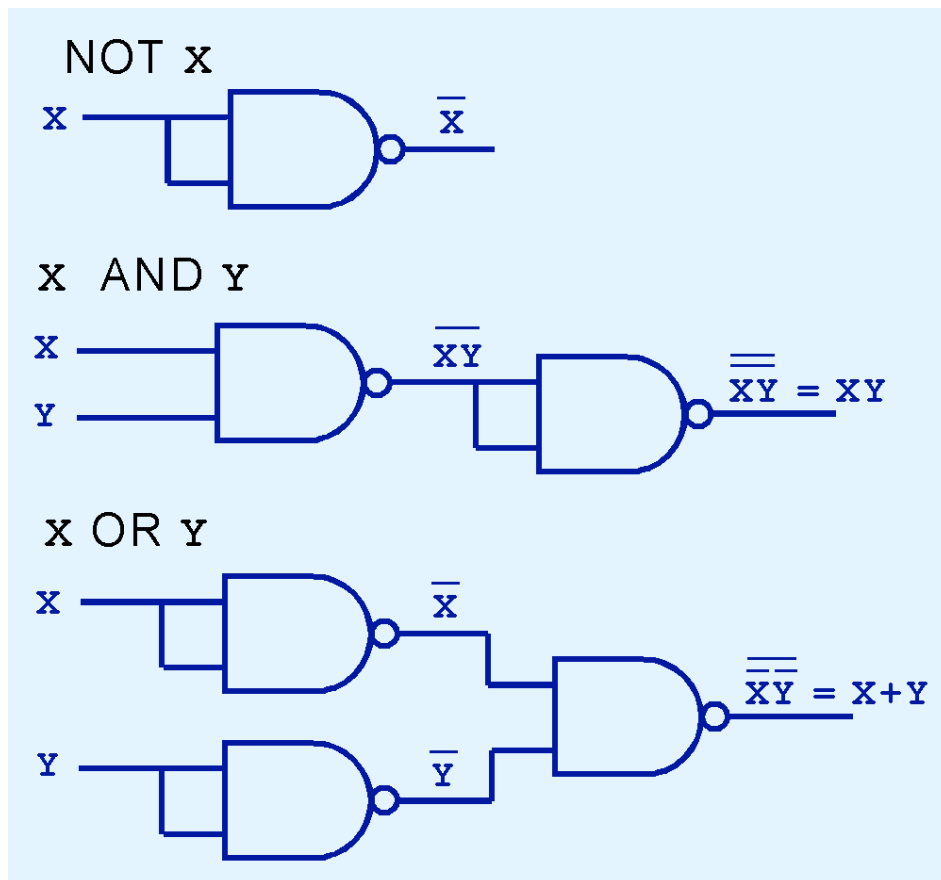 NOT X
X
X̅
X AND Y
X
X̅Y̅
X̿Y̿ = XY
Y
X OR Y
X
X̅
X̿Y̿ = X+Y
Y
Y̅